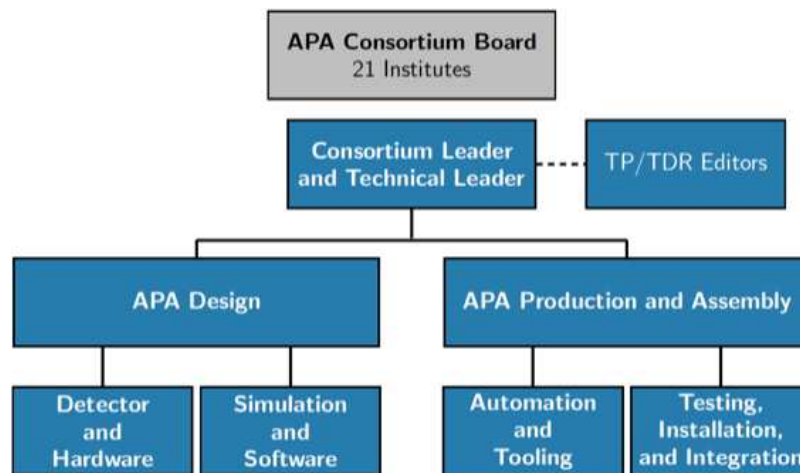 APA Consortium Board
21 Institutes
Consortium Leader
and Technical Leader
TP/TDR Editors
APA Design
APA Production and Assembly
Detector
and
Hardware
Simulation
and
Software
Automation
and
Tooling
Testing,
Installation,
and Integration